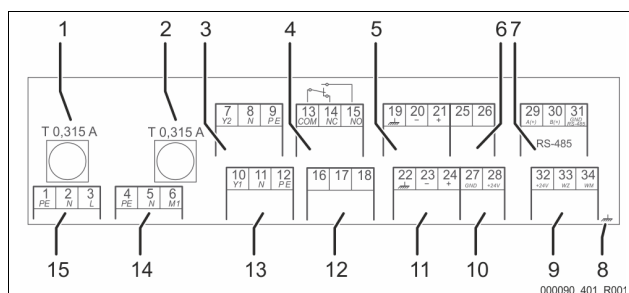 1 2 3 4 5 6 7
7 8 9 13 14 15 19 20 21 25 26 29 30 31
Y2 N PE COM NC NO − + A(+) B(+) GND RS-485
T 0,315 A T 0,315 A RS-485
10 11 12 16 17 18 22 23 24 27 28 32 33 34
Y1 N PE − + GND +24V +24V WZ WM
1 2 3 4 5 6
PE N L PE N M1
15 14 13 12 11 10 9 8
000090_401_R001